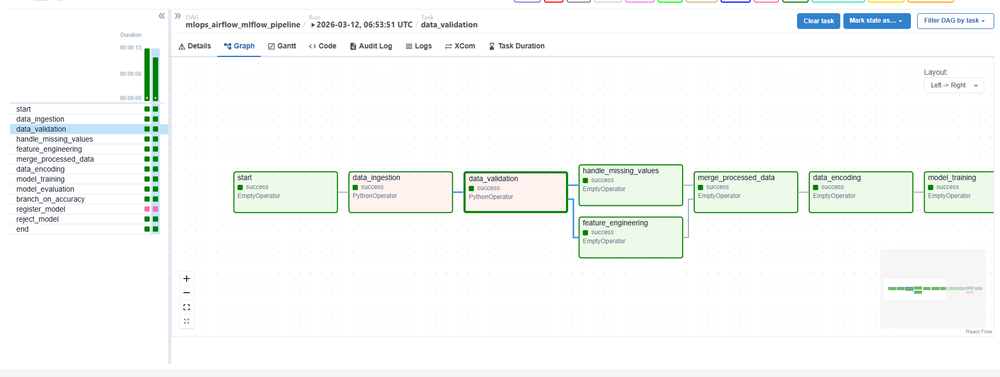 DAG
mlops_airflow_mlflow_pipeline
/
Run
2026-03-12, 06:53:51 UTC
/
Task
data_validation
Clear task
Mark state as...
Filter DAG by task
Details
Graph
Gantt
Code
Audit Log
Logs
XCom
Task Duration
Duration
00:00:13
00:00:06
00:00:00
start
data_ingestion
data_validation
handle_missing_values
feature_engineering
merge_processed_data
data_encoding
model_training
model_evaluation
branch_on_accuracy
register_model
reject_model
end
Layout:
Left -> Right
start
success
EmptyOperator
data_ingestion
success
PythonOperator
data_validation
success
PythonOperator
handle_missing_values
success
EmptyOperator
feature_engineering
success
EmptyOperator
merge_processed_data
success
EmptyOperator
data_encoding
success
EmptyOperator
model_training
success
EmptyOperator
React Flow